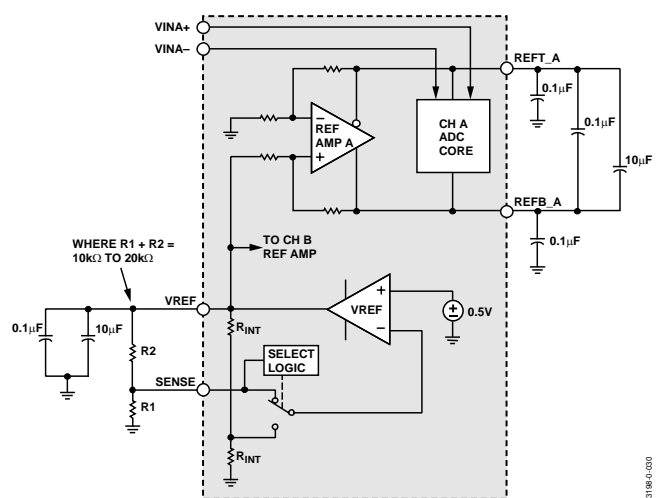 VINA+
VINA–
REFT_A
0.1µF
0.1µF
10µF
REF
AMP A
–
+
CH A
ADC
CORE
REFB_A
0.1µF
WHERE R1 + R2 =
10kΩ TO 20kΩ
TO CH B
REF AMP
VREF
VREF
+
–
0.5V
0.1µF
10µF
R2
RINT
SELECT
LOGIC
SENSE
R1
RINT
3198-0-030